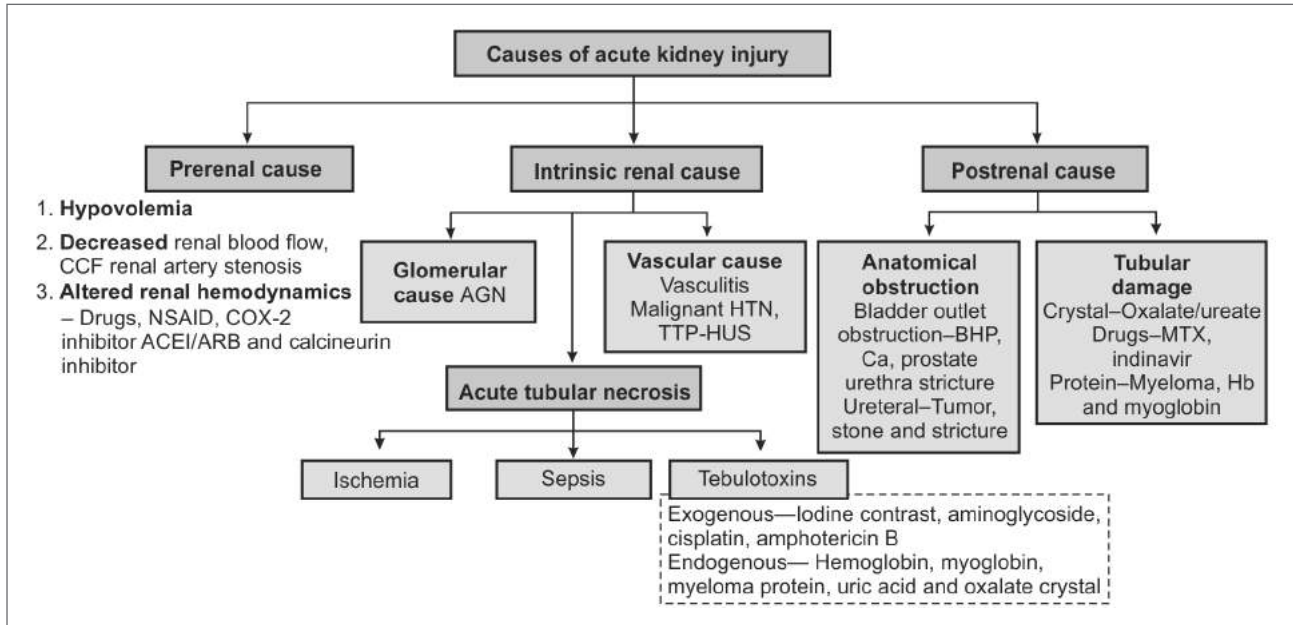 Causes of acute kidney injury
Prerenal cause
Intrinsic renal cause
Postrenal cause
1. Hypovolemia
2. Decreased renal blood flow,
CCF renal artery stenosis
3. Altered renal hemodynamics
– Drugs, NSAID, COX-2
inhibitor ACEI/ARB and calcineurin
inhibitor
Glomerular
cause AGN
Vascular cause
Vasculitis
Malignant HTN,
TTP-HUS
Anatomical
obstruction
Bladder outlet
obstruction–BHP,
Ca, prostate
urethra stricture
Ureteral–Tumor,
stone and stricture
Tubular
damage
Crystal–Oxalate/ureate
Drugs–MTX,
indinavir
Protein–Myeloma, Hb
and myoglobin
Acute tubular necrosis
Ischemia
Sepsis
Tebulotoxins
Exogenous—Iodine contrast, aminoglycoside,
cisplatin, amphotericin B
Endogenous— Hemoglobin, myoglobin,
myeloma protein, uric acid and oxalate crystal